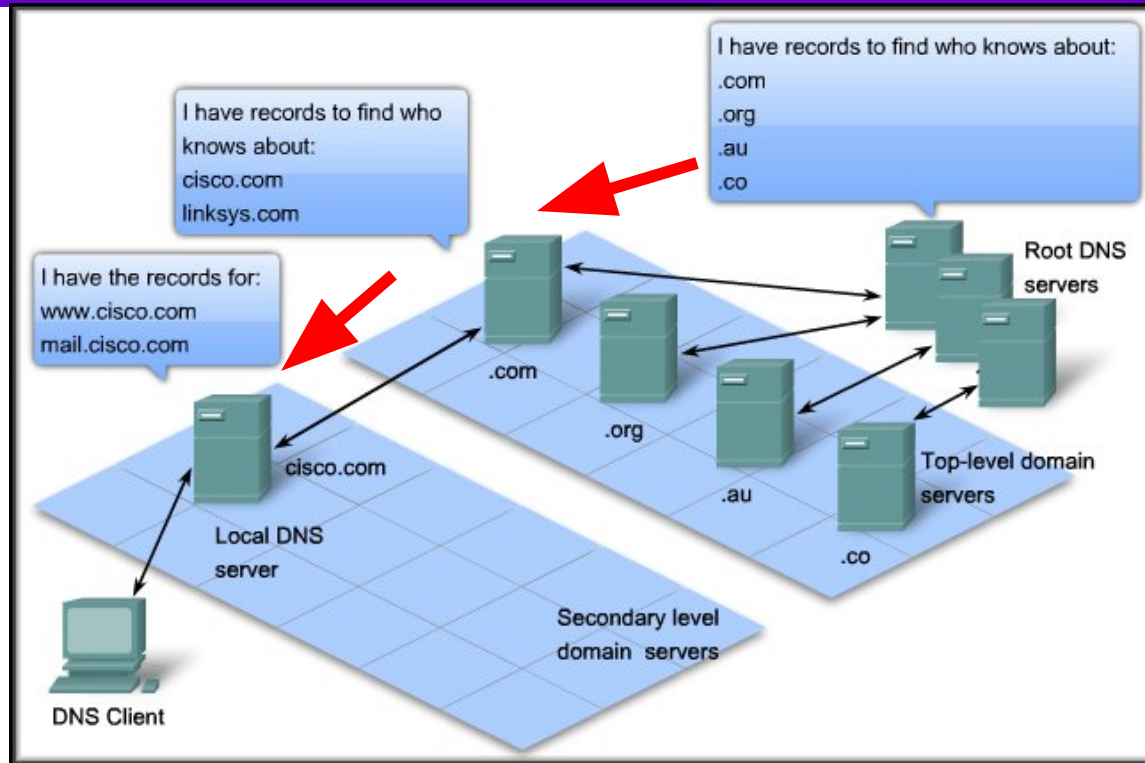 I have records to find who knows about:
.com
.org
.au
.co
I have records to find who
knows about:
cisco.com
linksys.com
I have the records for:
www.cisco.com
mail.cisco.com
Root DNS
servers
.com
.org
.au
.co
Top-level domain
servers
cisco.com
Local DNS
server
Secondary level
domain servers
DNS Client